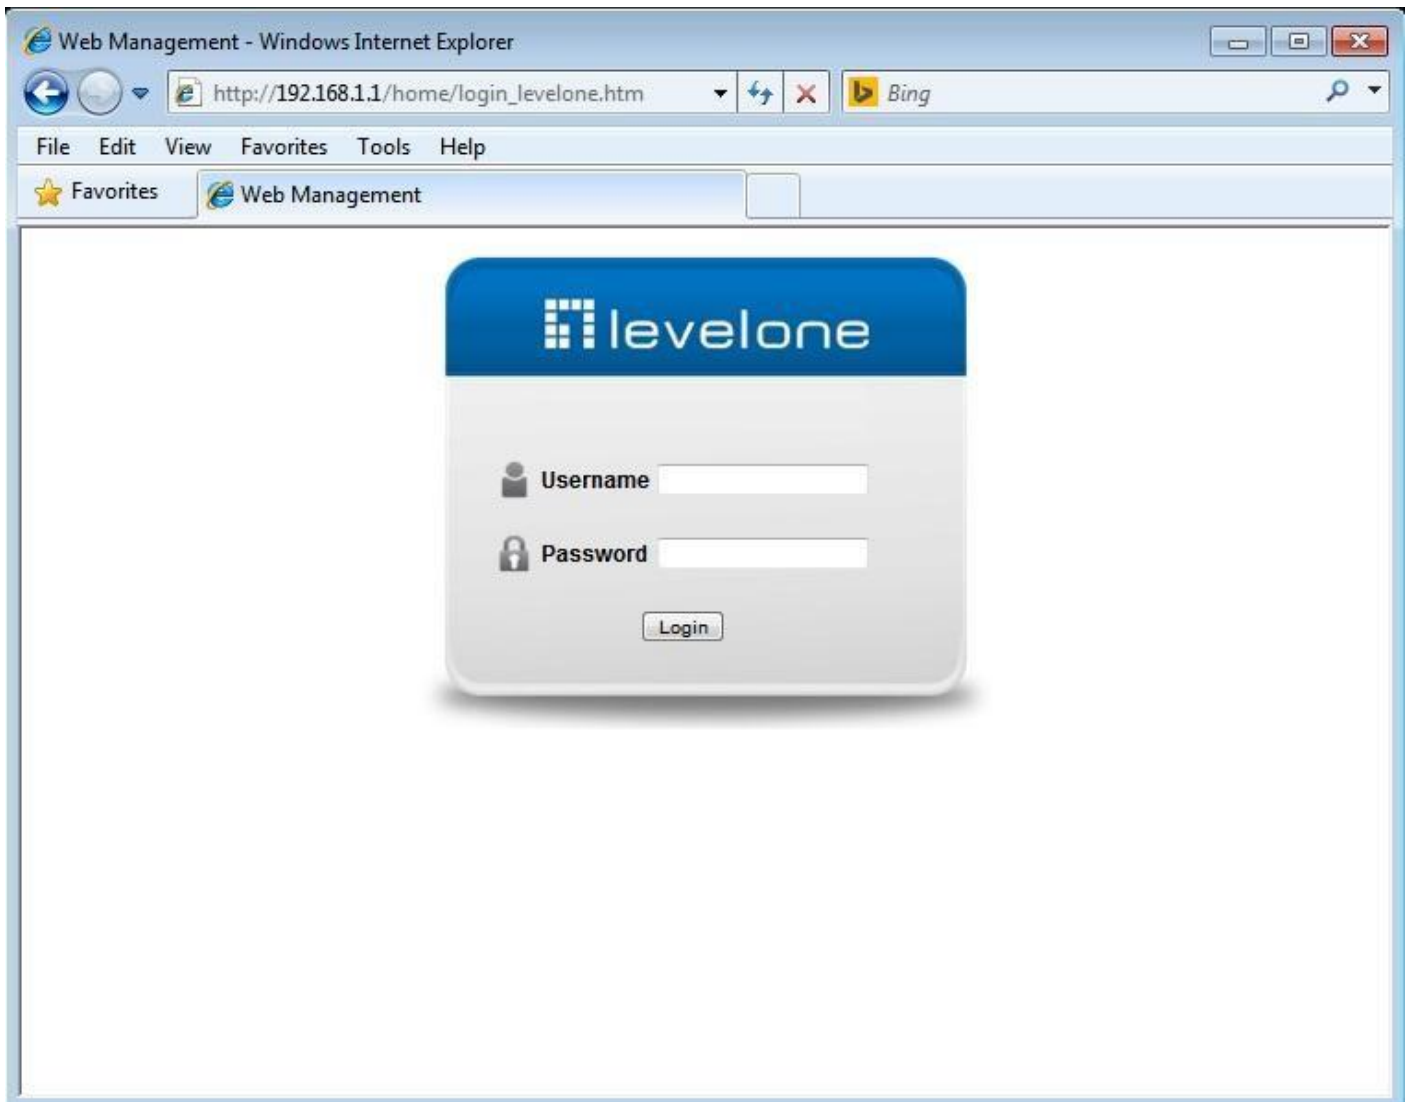 Web Management - Windows Internet Explorer
http://192.168.1.1/home/login_levelone.htm
Bing
File Edit View Favorites Tools Help
Favorites Web Management
levelone
Username
Password
Login